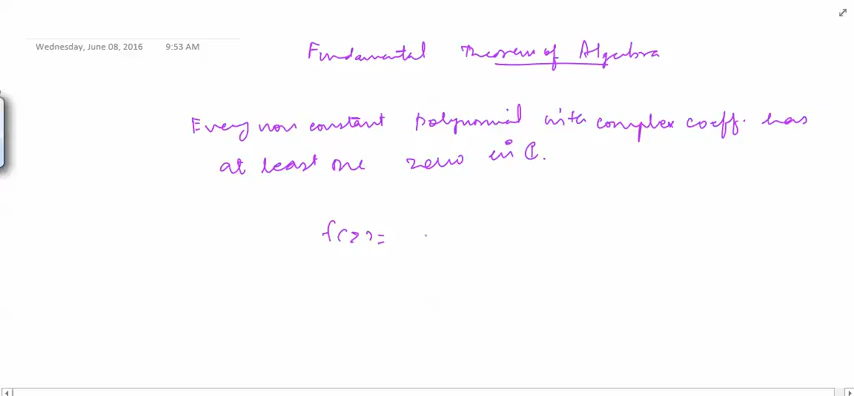 Wednesday, June 08, 2016 9:53 AM
Fundamental Theorem of Algebra
Every non constant polynomial with complex coeff. has
at least one zero in ℂ.
f(z) =